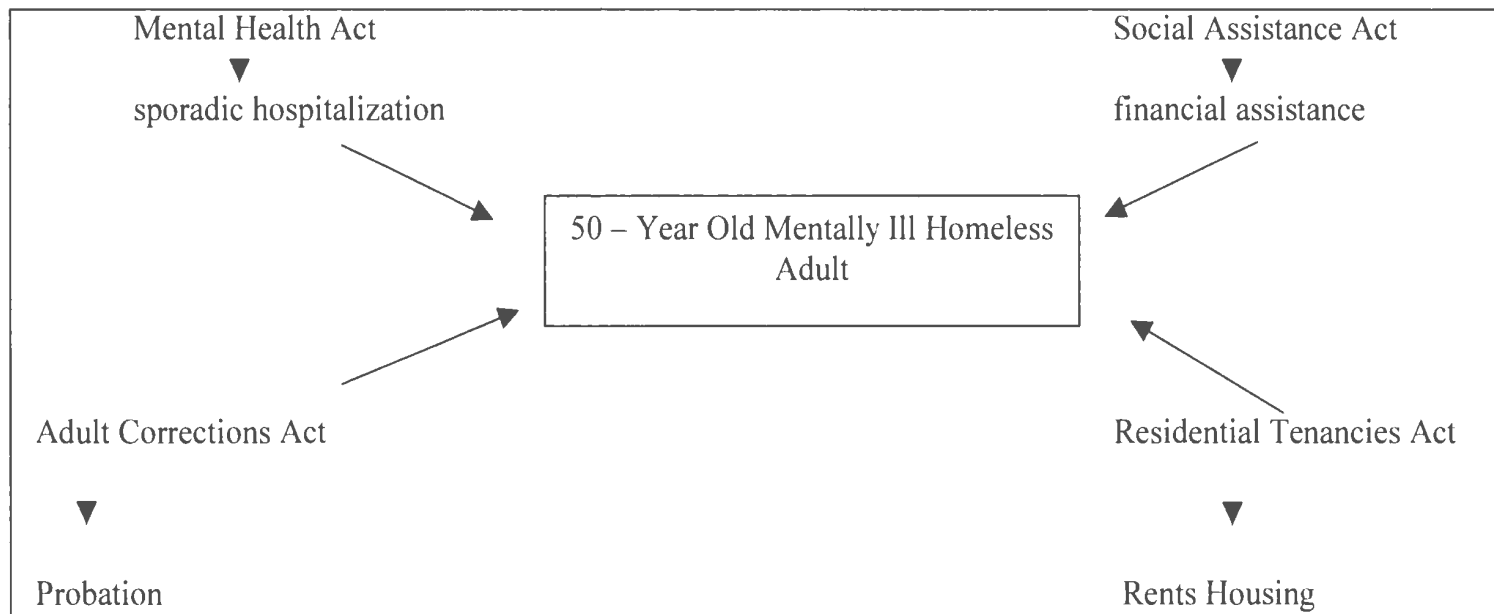 Mental Health Act
sporadic hospitalization
Social Assistance Act
financial assistance
50 – Year Old Mentally Ill Homeless
Adult
Adult Corrections Act
Probation
Residential Tenancies Act
Rents Housing